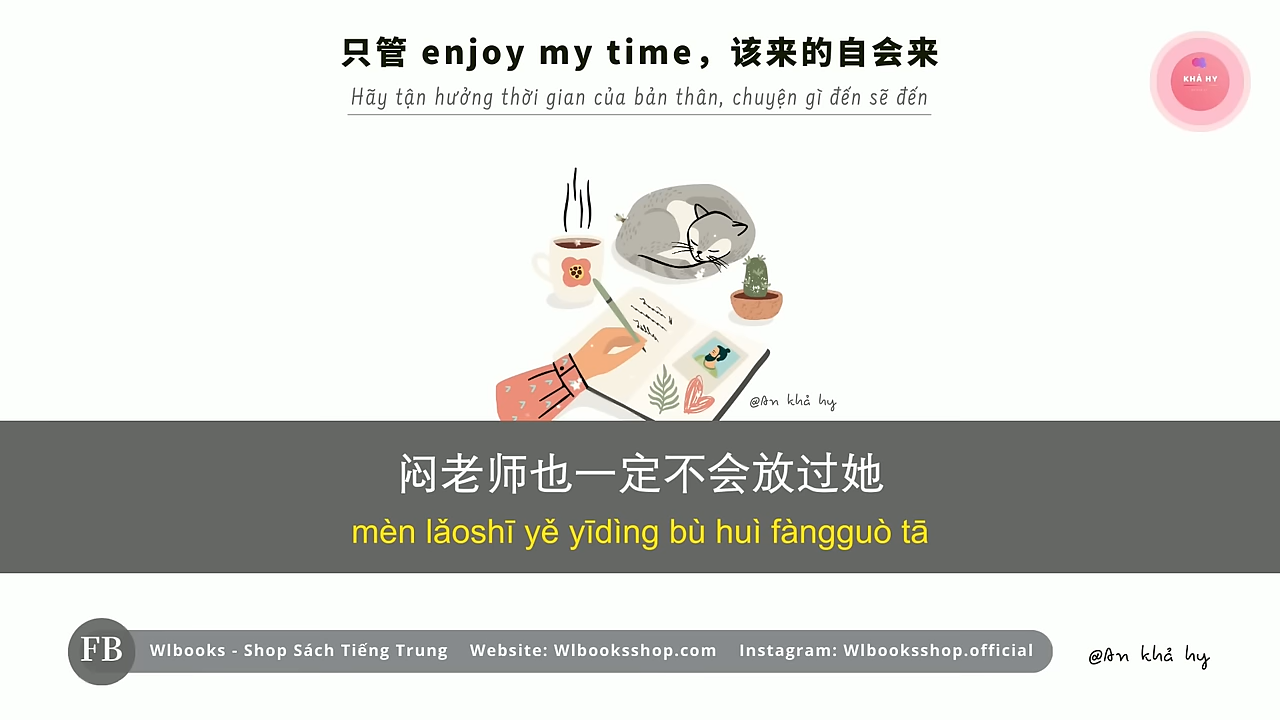 只管 enjoy my time，该来的自会来
Hãy tận hưởng thời gian của bản thân, chuyện gì đến sẽ đến
KHẢ HY
@An khả hy
闷老师也一定不会放过她
mèn lǎoshī yě yīdìng bù huì fàngguò tā
FB
Wlbooks - Shop Sách Tiếng Trung Website: Wlbooksshop.com Instagram: Wlbooksshop.official
@An khả hy